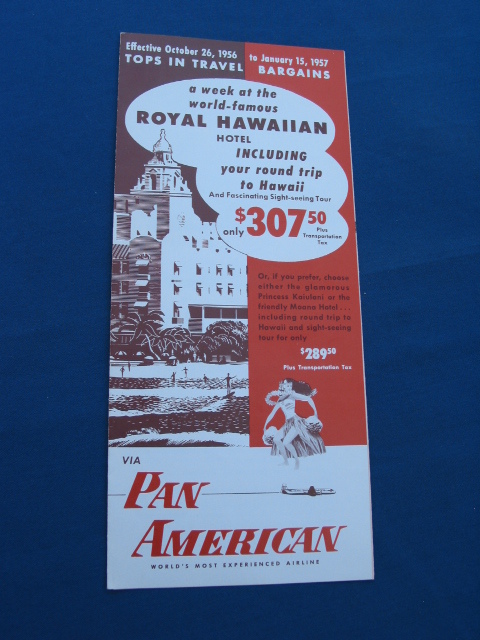 Effective October 26, 1956 to January 15, 1957
TOPS IN TRAVEL BARGAINS
a week at the
world-famous
ROYAL HAWAIIAN
HOTEL
INCLUDING
your round trip
to Hawaii
And Fascinating Sight-seeing Tour
only $307.50 Plus Transportation Tax
Or, if you prefer, choose
either the glamorous
Princess Kaiulani or the
friendly Moana Hotel...
including round trip to
Hawaii and sight-seeing
tour for only
$289.50
Plus Transportation Tax
VIA
PAN
AMERICAN
WORLD'S MOST EXPERIENCED AIRLINE